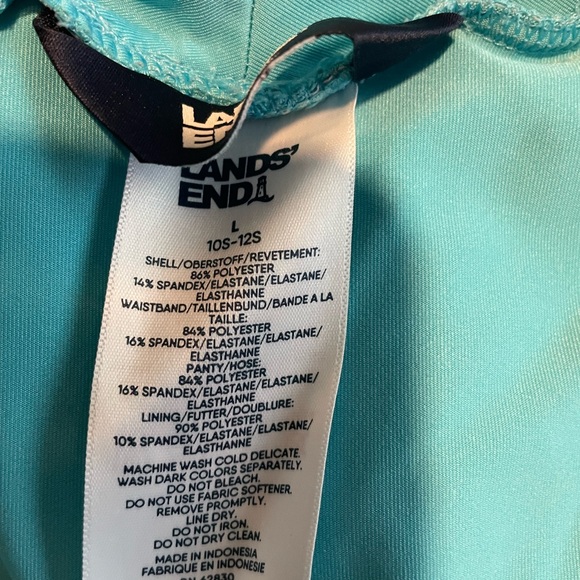 LANDS'
END
L
10S-12S
SHELL/OBERSTOFF/REVETEMENT:
86% POLYESTER
14% SPANDEX/ELASTANE/ELASTANE/
ELASTHANNE
WAISTBAND/TAILLENBUND/BANDE A LA
TAILLE:
84% POLYESTER
16% SPANDEX/ELASTANE/ELASTANE/
ELASTHANNE
PANTY/HOSE:
84% POLYESTER
16% SPANDEX/ELASTANE/ELASTANE/
ELASTHANNE
LINING/FUTTER/DOUBLURE:
90% POLYESTER
10% SPANDEX/ELASTANE/ELASTANE/
ELASTHANNE
MACHINE WASH COLD DELICATE.
WASH DARK COLORS SEPARATELY.
DO NOT BLEACH.
DO NOT USE FABRIC SOFTENER.
REMOVE PROMPTLY.
LINE DRY.
DO NOT IRON.
DO NOT DRY CLEAN.
MADE IN INDONESIA
FABRIQUE EN INDONESIE